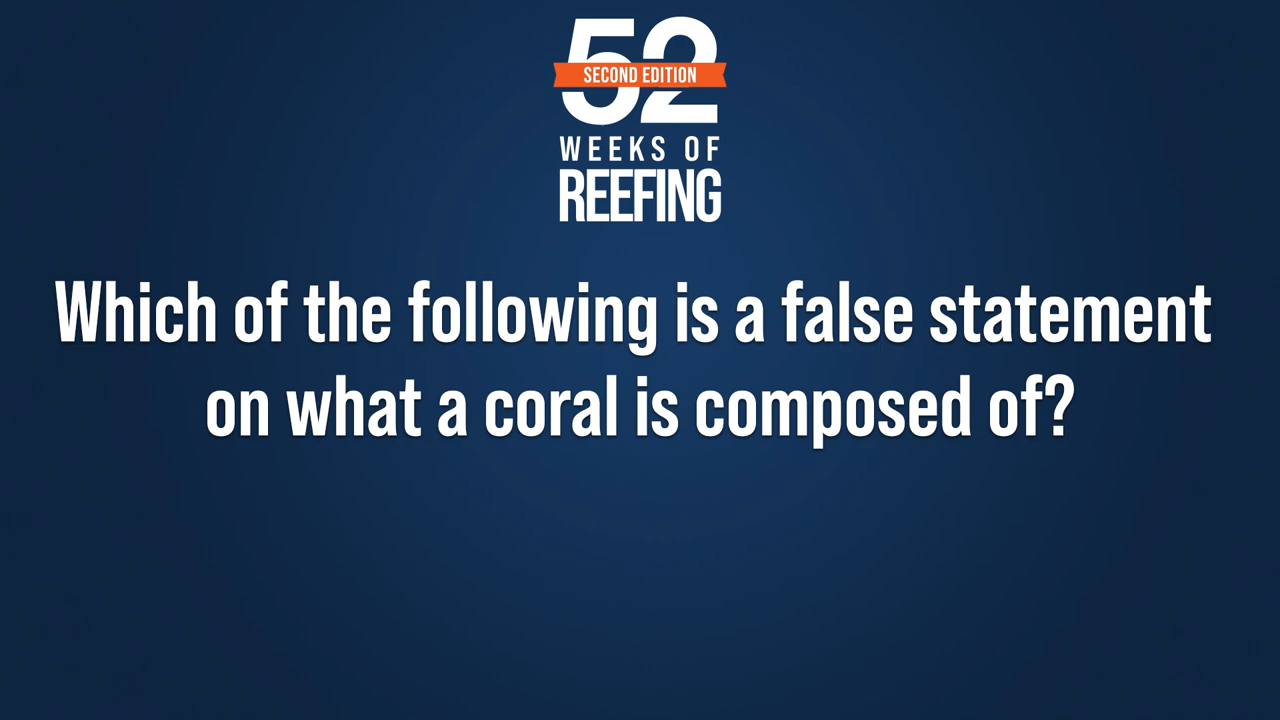 52
SECOND EDITION
WEEKS OF
REEFING
Which of the following is a false statement
on what a coral is composed of?